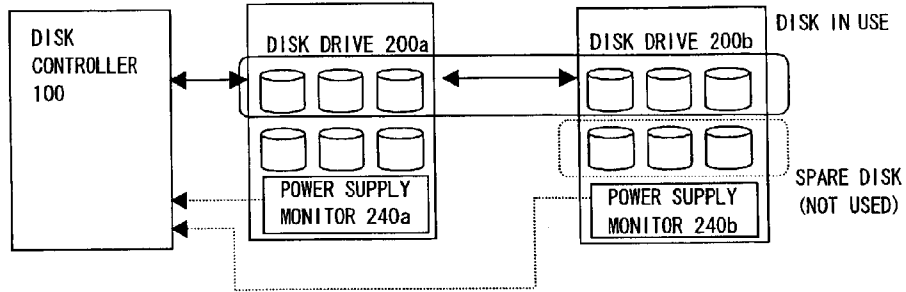 DISK IN USE
DISK
CONTROLLER
100
DISK DRIVE 200a
DISK DRIVE 200b
POWER SUPPLY
MONITOR 240a
POWER SUPPLY
MONITOR 240b
SPARE DISK
(NOT USED)